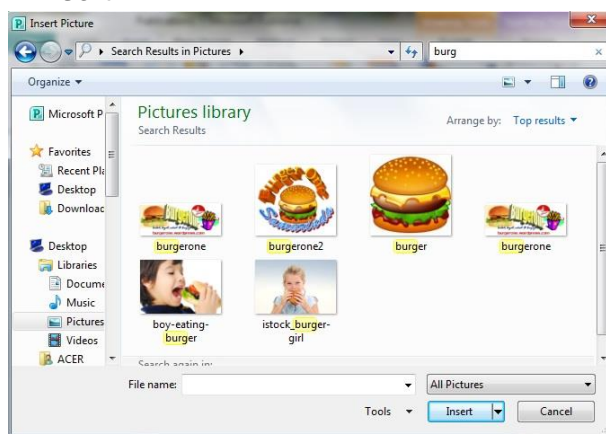 Insert Picture
Search Results in Pictures
burg
Organize
Pictures library
Search Results
Arrange by: Top results
Microsoft P
Favorites
Recent Pla
Desktop
Downloac
Desktop
Libraries
Docume
Music
Pictures
Videos
ACER
burgerone
burgerone2
burger
burgerone
boy-eating-
burger
istock_burger-
girl
Search again in:
File name:
All Pictures
Tools
Insert
Cancel